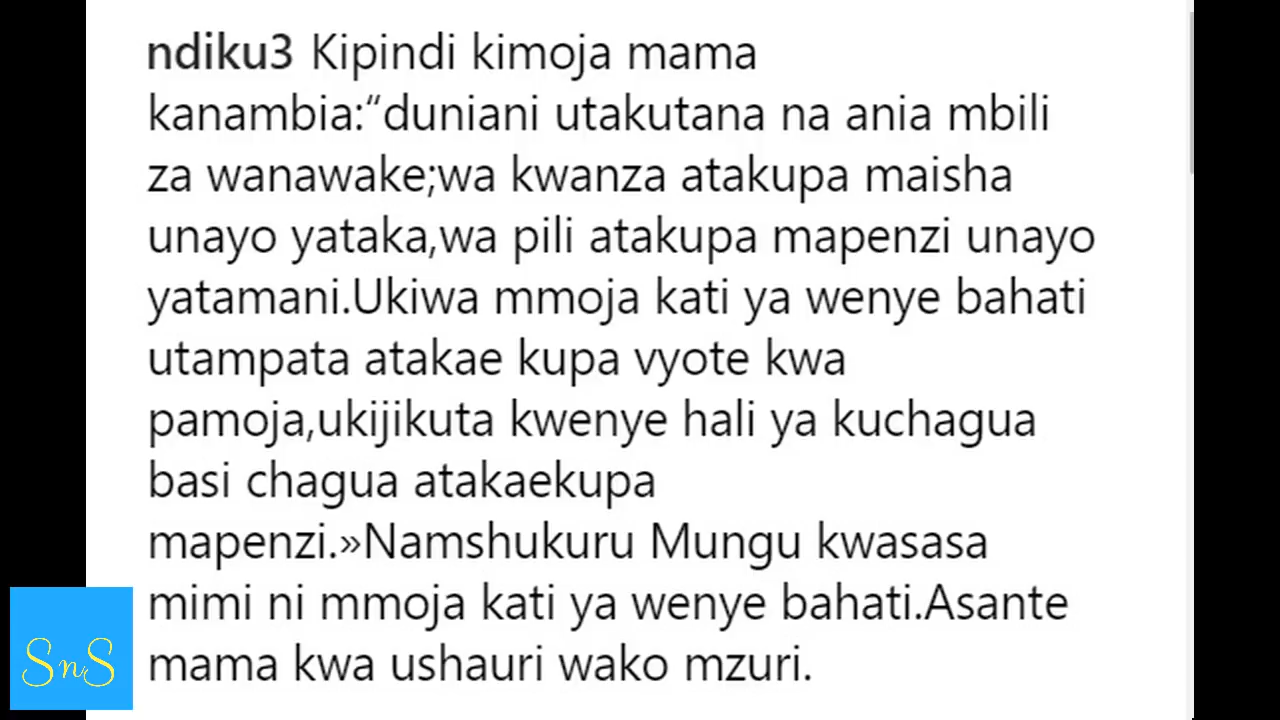 ndiku3 Kipindi kimoja mama
kanambia:“duniani utakutana na ania mbili
za wanawake;wa kwanza atakupa maisha
unayo yataka,wa pili atakupa mapenzi unayo
yatamani.Ukiwa mmoja kati ya wenye bahati
utampata atakae kupa vyote kwa
pamoja,ukijikuta kwenye hali ya kuchagua
basi chagua atakaekupa
mapenzi.»Namshukuru Mungu kwasasa
mimi ni mmoja kati ya wenye bahati.Asante
mama kwa ushauri wako mzuri.
SnS